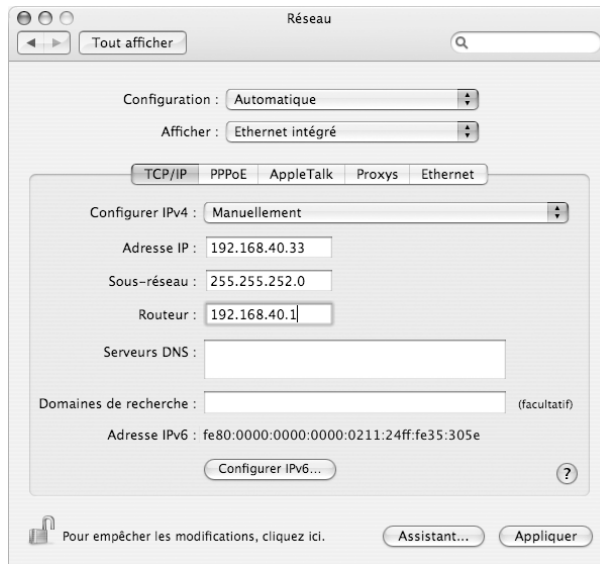 Réseau
Tout afficher
Configuration : Automatique
Afficher : Ethernet intégré
TCP/IP PPPoE AppleTalk Proxys Ethernet
Configurer IPv4 : Manuellement
Adresse IP : 192.168.40.33
Sous-réseau : 255.255.252.0
Routeur : 192.168.40.1
Serveurs DNS :
Domaines de recherche : (facultatif)
Adresse IPv6 : fe80:0000:0000:0000:0211:24ff:fe35:305e
Configurer IPv6...
?
Pour empêcher les modifications, cliquez ici. Assistant... Appliquer